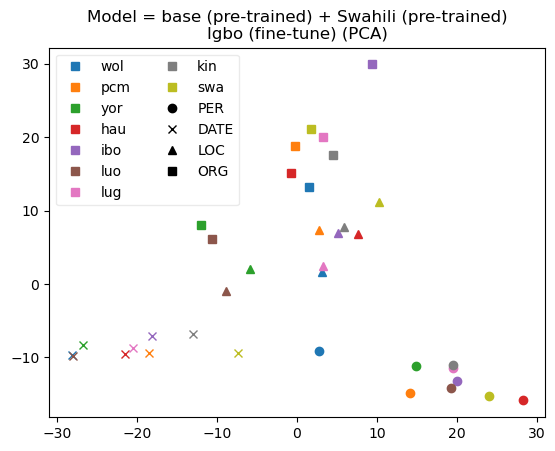 Model = base (pre-trained) + Swahili (pre-trained)
Igbo (fine-tune) (PCA)
wol
pcm
yor
hau
ibo
luo
lug
kin
swa
PER
DATE
LOC
ORG
30
20
10
0
−10
−30
−20
−10
0
10
20
30